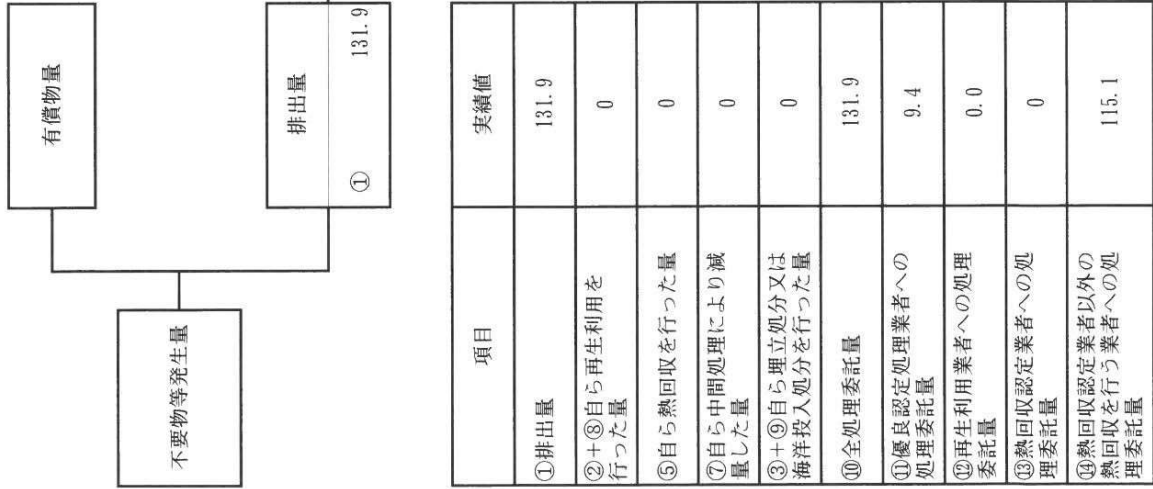 不要物等発生量
有償物量
排出量
① 131.9
項目 実績値
①排出量 131.9
②+⑧自ら再生利用を
行った量 0
⑤自ら熱回収を行った量 0
⑦自ら中間処理により減
量した量 0
③+⑨自ら埋立処分又は
海洋投入処分を行った量 0
⑩全処理委託量 131.9
⑪優良認定処理業者への
処理委託量 9.4
⑫再生利用業者への処理
委託量 0.0
⑬熱回収認定業者への処
理委託量 0
⑭熱回収認定業者以外の
熱回収を行う業者への処
理委託量 115.1